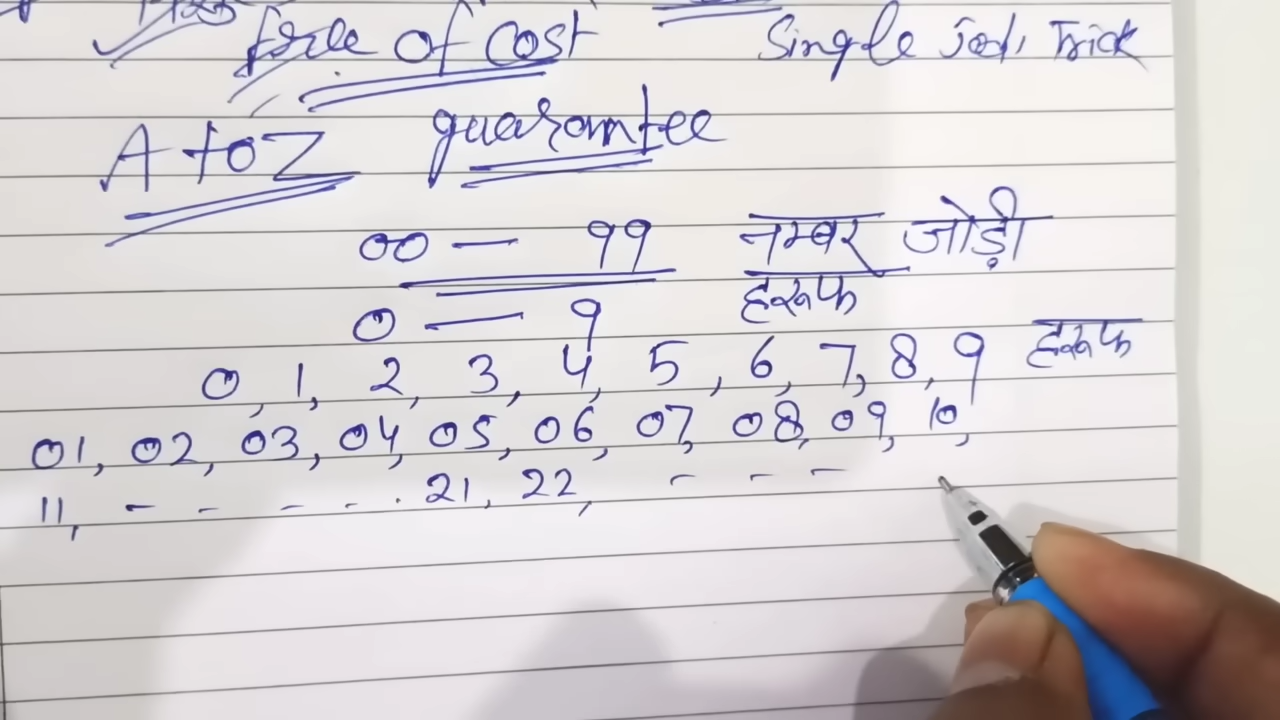 free of cost Single Jodi Trick
A to Z guarantee
00 — 99 नम्बर जोड़ी
0 — 9 हरूफ
0, 1, 2, 3, 4, 5, 6, 7, 8, 9 हरूफ
01, 02, 03, 04, 05, 06, 07, 08, 09, 10,
11, - - - - . 21, 22, - - -